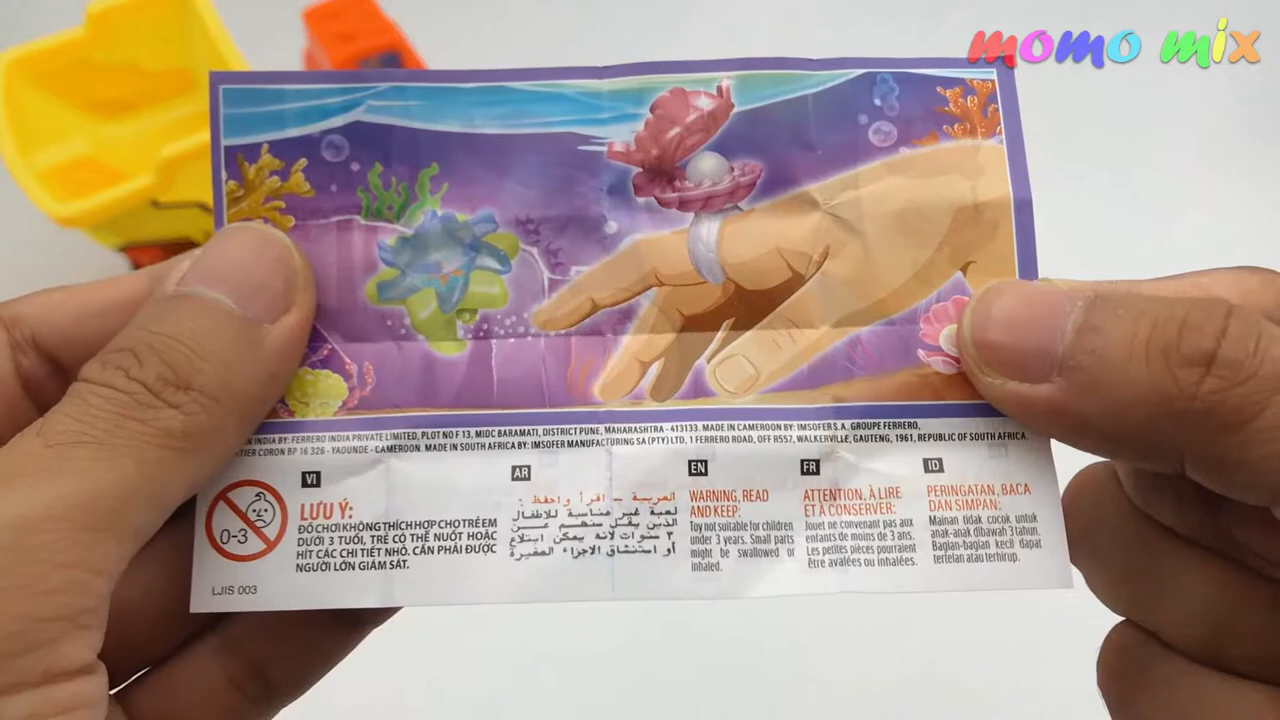 momo mix
EN INDIA BY: FERRERO INDIA PRIVATE LIMITED, PLOT NO F 13, MIDC BARAMATI, DISTRICT PUNE, MAHARASHTRA - 413133. MADE IN CAMEROON BY: IMSOFER S.A. GROUPE FERRERO,
TIER CORON BP 16 326 - YAOUNDE - CAMEROON. MADE IN SOUTH AFRICA BY: IMSOFER MANUFACTURING SA (PTY) LTD, 1 FERRERO ROAD, OFF R557, WALKERVILLE, GAUTENG, 1961, REPUBLIC OF SOUTH AFRICA.
0-3
VI
LƯU Ý:
ĐỒ CHƠI KHÔNG THÍCH HỢP CHO TRẺ EM
DƯỚI 3 TUỔI, TRẺ CÓ THỂ NUỐT HOẶC
HÍT CÁC CHI TIẾT NHỎ. CẦN PHẢI ĐƯỢC
NGƯỜI LỚN GIÁM SÁT.
AR
العربية – اقرأ واحفظ :
لعبة غير مناسبة للأطفال
الذين يقل سنهم عن
٣ سنوات لأنه يمكن ابتلاع
أو استنشاق الأجزاء الصغيرة
EN
WARNING, READ
AND KEEP:
Toy not suitable for children
under 3 years. Small parts
might be swallowed or
inhaled.
FR
ATTENTION, À LIRE
ET À CONSERVER:
Jouet ne convenant pas aux
enfants de moins de 3 ans.
Les petites pièces pourraient
être avalées ou inhalées.
ID
PERINGATAN, BACA
DAN SIMPAN:
Mainan tidak cocok untuk
anak-anak dibawah 3 tahun.
Bagian-bagian kecil dapat
tertelan atau terhirup.
LJIS 003